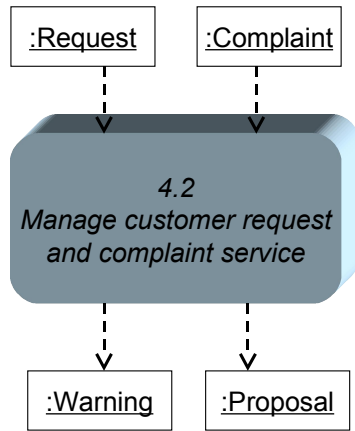 :Request
:Complaint
4.2
Manage customer request
and complaint service
:Warning
:Proposal